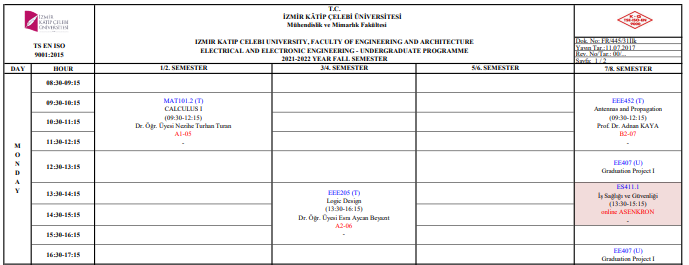 İZMİR
KÂTİP ÇELEBİ
ÜNİVERSİTESİ
TS EN ISO
9001:2015
T.C.
İZMİR KÂTİP ÇELEBİ ÜNİVERSİTESİ
Mühendislik ve Mimarlık Fakültesi
IZMIR KATIP ÇELEBI UNIVERSITY, FACULTY OF ENGINEERING AND ARCHITECTURE
ELECTRICAL AND ELECTRONIC ENGINEERING - UNDERGRADUATE PROGRAMME
2021-2022 YEAR FALL SEMESTER
Dok. No: FR/445/31İlk
Yayın Tar.:11.07.2017
Rev. No/Tar.: 00/...
Sayfa: 1 / 2
DAY HOUR 1/2. SEMESTER 3/4. SEMESTER 5/6. SEMESTER 7/8. SEMESTER
MONDAY
08:30-09:15
09:30-10:15
10:30-11:15
11:30-12:15
12:30-13:15
13:30-14:15
14:30-15:15
15:30-16:15
16:30-17:15
MAT101.2 (T)
CALCULUS I
(09:30-12:15)
Dr. Öğr. Üyesi Nezihe Turhan Turan
A1-05
-
EEE205 (T)
Logic Design
(13:30-16:15)
Dr. Öğr. Üyesi Esra Aycan Beyazıt
A2-06
-
EEE452 (T)
Antennas and Propagation
(09:30-12:15)
Prof. Dr. Adnan KAYA
B2-07
-
EE407 (U)
Graduation Project I
ES411.1
İş Sağlığı ve Güvenliği
(13:30-15:15)
online ASENKRON
-
EE407 (U)
Graduation Project I